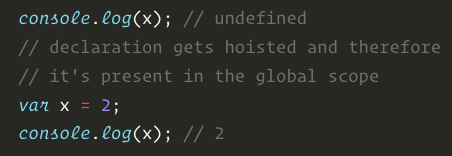 console.log(x); // undefined
// declaration gets hoisted and therefore
// it's present in the global scope
var x = 2;
console.log(x); // 2